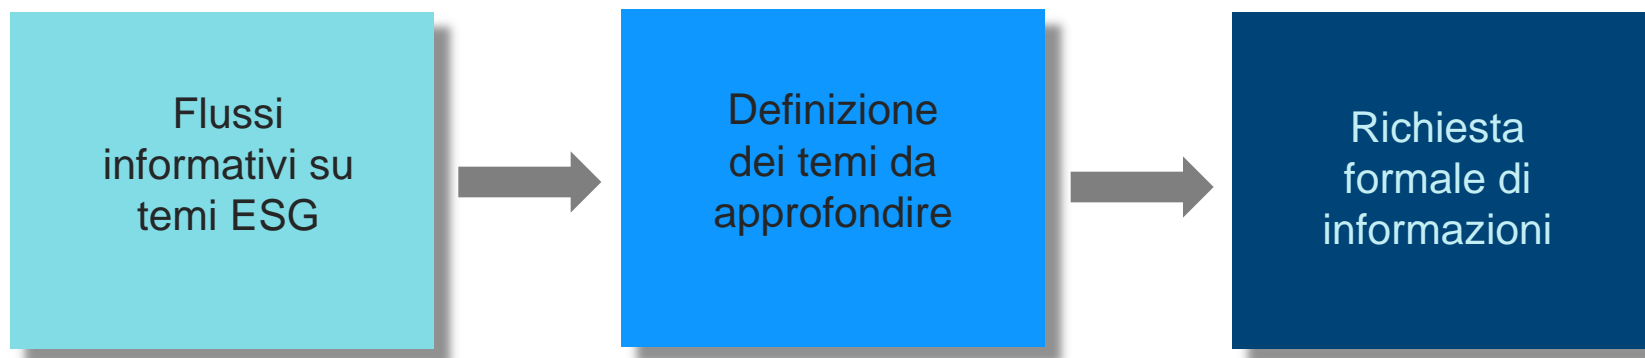 Flussi
informativi su
temi ESG
Definizione
dei temi da
approfondire
Richiesta
formale di
informazioni